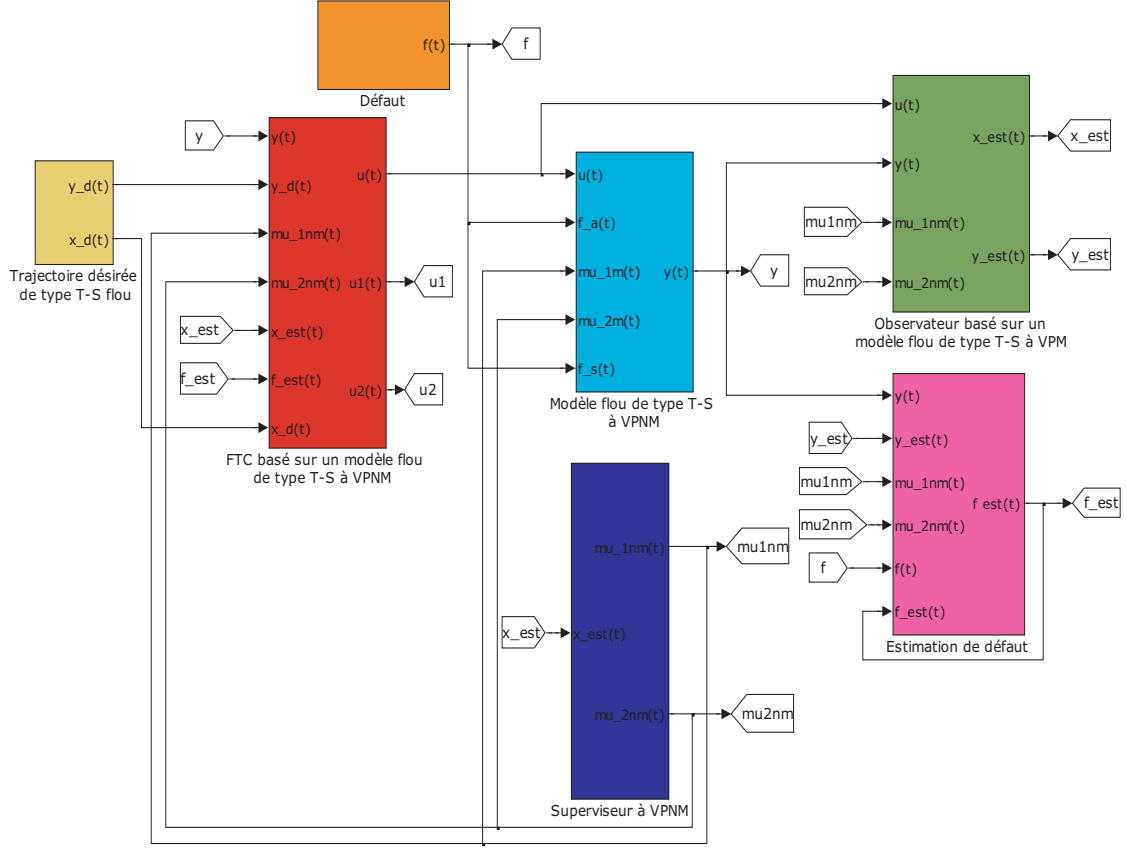 f(t)
f
Défaut
y
y(t)
y_d(t)
mu_1nm(t)
mu_2nm(t)
x_est
x_est(t)
f_est
f_est(t)
x_d(t)
u(t)
u1(t)
u1
u2(t)
u2
FTC basé sur un modèle flou
de type T-S à VPNM
y_d(t)
x_d(t)
Trajectoire désirée
de type T-S flou
u(t)
f_a(t)
mu_1m(t)
mu_2m(t)
f_s(t)
y(t)
y
Modèle flou de type T-S
à VPNM
u(t)
y(t)
mu1nm
mu_1nm(t)
mu2nm
mu_2nm(t)
x_est(t)
x_est
y_est(t)
y_est
Observateur basé sur un
modèle flou de type T-S à VPM
y(t)
y_est
y_est(t)
mu1nm
mu_1nm(t)
mu2nm
mu_2nm(t)
f
f(t)
f_est(t)
f est(t)
f_est
Estimation de défaut
x_est
x_est(t)
mu_1nm(t)
mu1nm
mu_2nm(t)
mu2nm
Superviseur à VPNM